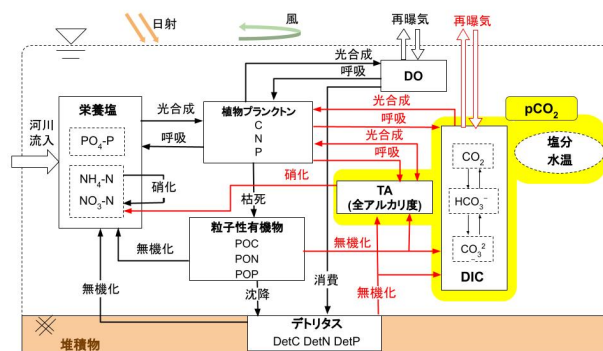 日射
風
再曝気
再曝気
光合成
呼吸
DO
河川
流入
栄養塩
PO₄-P
NH₄-N
NO₃-N
硝化
光合成
呼吸
植物プランクトン
C
N
P
光合成
呼吸
光合成
呼吸
pCO₂
塩分
水温
硝化
枯死
TA
(全アルカリ度)
CO₂
HCO₃⁻
CO₃²
DIC
粒子性有機物
POC
PON
POP
無機化
無機化
無機化
無機化
沈降
消費
デトリタス
DetC DetN DetP
堆積物